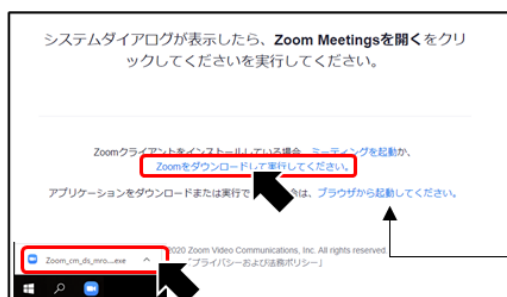 システムダイアログが表示したら、Zoom Meetingsを開くをクリ
ックしてくださいを実行してください。
Zoomクライアントをインストールしている場合、ミーティングを起動か、
Zoomをダウンロードして実行してください。
アプリケーションをダウンロードまたは実行で 合は、ブラウザから起動してください。
2020 Zoom Video Communications, Inc. All rights reserved.
「プライバシーおよび法務ポリシー」
Zoom_cm_ds_mro....exe